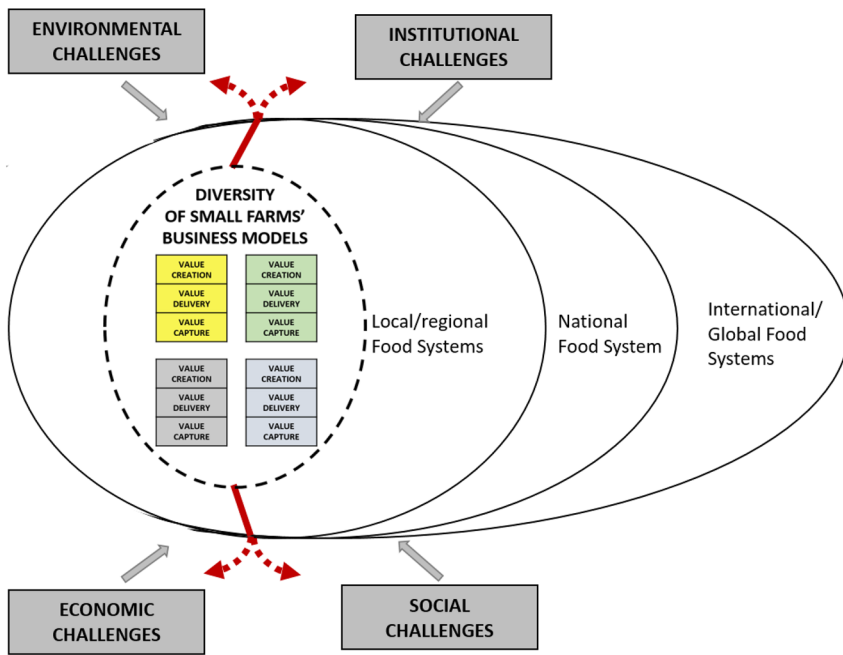 ENVIRONMENTAL
CHALLENGES
INSTITUTIONAL
CHALLENGES
DIVERSITY
OF SMALL FARMS'
BUSINESS MODELS
VALUE
CREATION
VALUE
DELIVERY
VALUE
CAPTURE
VALUE
CREATION
VALUE
DELIVERY
VALUE
CAPTURE
VALUE
CREATION
VALUE
DELIVERY
VALUE
CAPTURE
VALUE
CREATION
VALUE
DELIVERY
VALUE
CAPTURE
Local/regional
Food Systems
National
Food System
International/
Global Food
Systems
ECONOMIC
CHALLENGES
SOCIAL
CHALLENGES